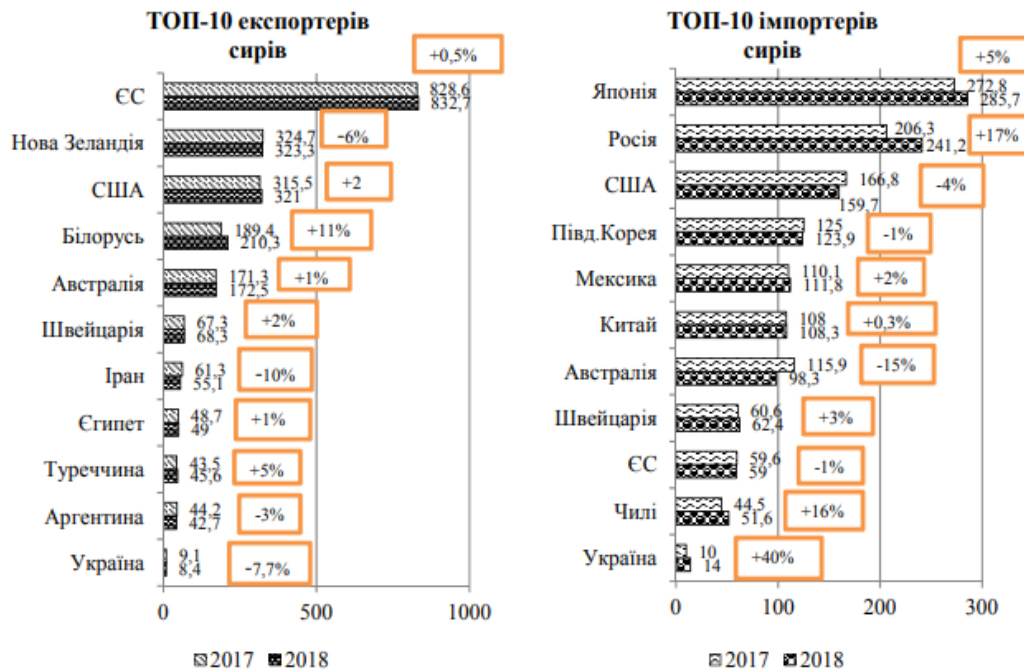 ТОП-10 експортерів
сирів
+0,5%
ЄС
828,6
832,7
Нова Зеландія
324,7
323,3
-6%
США
315,5
321
+2
Білорусь
189,4
210,3
+11%
Австралія
171,3
172,5
+1%
Швейцарія
67,3
68,3
+2%
Іран
61,3
55,1
-10%
Єгипет
48,7
49
+1%
Туреччина
43,5
45,6
+5%
Аргентина
44,2
42,7
-3%
Україна
9,1
8,4
-7,7%
0
500
1000
2017
2018
ТОП-10 імпортерів
сирів
+5%
Японія
272,8
285,7
Росія
206,3
241,2
+17%
США
166,8
159,7
-4%
Півд.Корея
125
123,9
-1%
Мексика
110,1
111,8
+2%
Китай
108
108,3
+0,3%
Австралія
115,9
98,3
-15%
Швейцарія
60,6
62,4
+3%
ЄС
59,6
59
-1%
Чилі
44,5
51,6
+16%
Україна
10
14
+40%
0
100
200
300
2017
2018